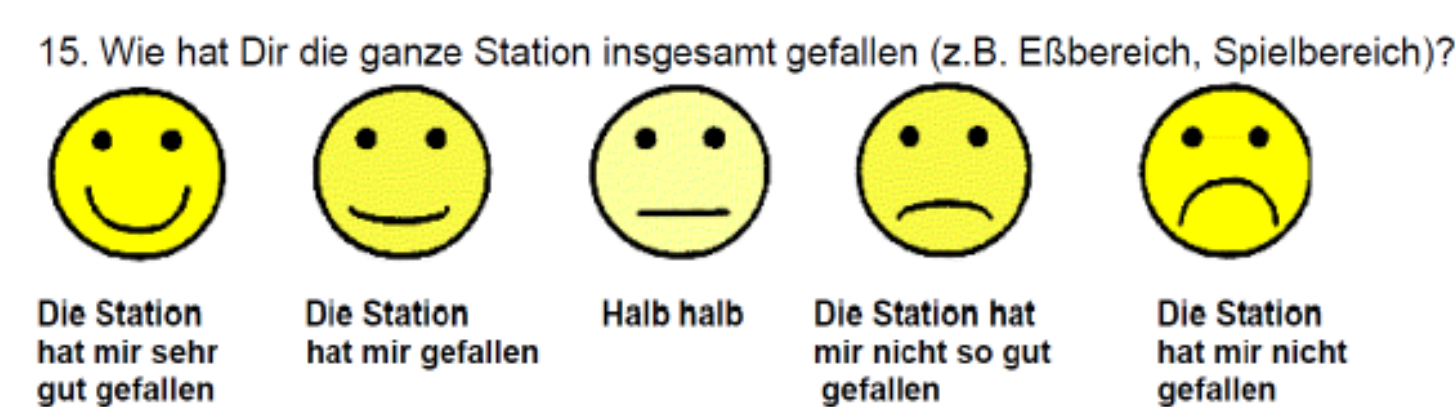 15. Wie hat Dir die ganze Station insgesamt gefallen (z.B. Eßbereich, Spielbereich)?
Die Station
hat mir sehr
gut gefallen
Die Station
hat mir gefallen
Halb halb
Die Station hat
mir nicht so gut
gefallen
Die Station
hat mir nicht
gefallen